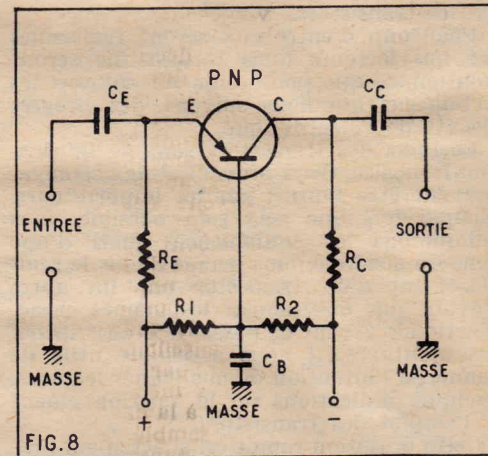 PNP
CE
E
C
CC
ENTREE
SORTIE
RE
RC
R1
R2
CB
MASSE
MASSE
MASSE
+
-
FIG.8